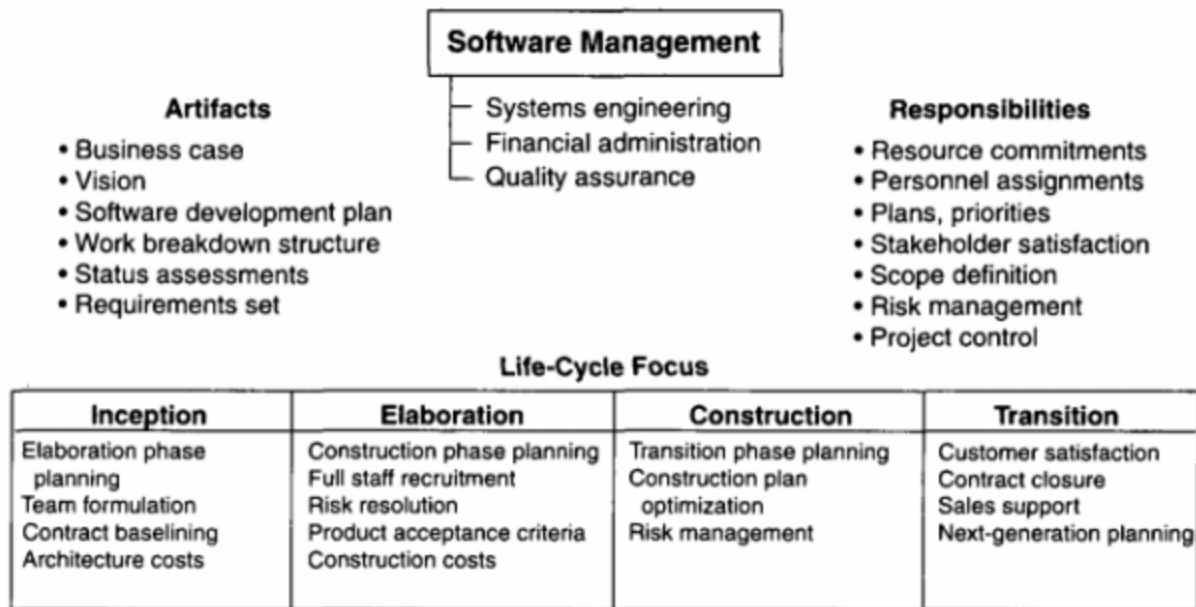 Software Management
Systems engineering
Financial administration
Quality assurance
Artifacts
• Business case
• Vision
• Software development plan
• Work breakdown structure
• Status assessments
• Requirements set
Responsibilities
• Resource commitments
• Personnel assignments
• Plans, priorities
• Stakeholder satisfaction
• Scope definition
• Risk management
• Project control
Life-Cycle Focus
Inception
Elaboration phase
planning
Team formulation
Contract baselining
Architecture costs
Elaboration
Construction phase planning
Full staff recruitment
Risk resolution
Product acceptance criteria
Construction costs
Construction
Transition phase planning
Construction plan
optimization
Risk management
Transition
Customer satisfaction
Contract closure
Sales support
Next-generation planning